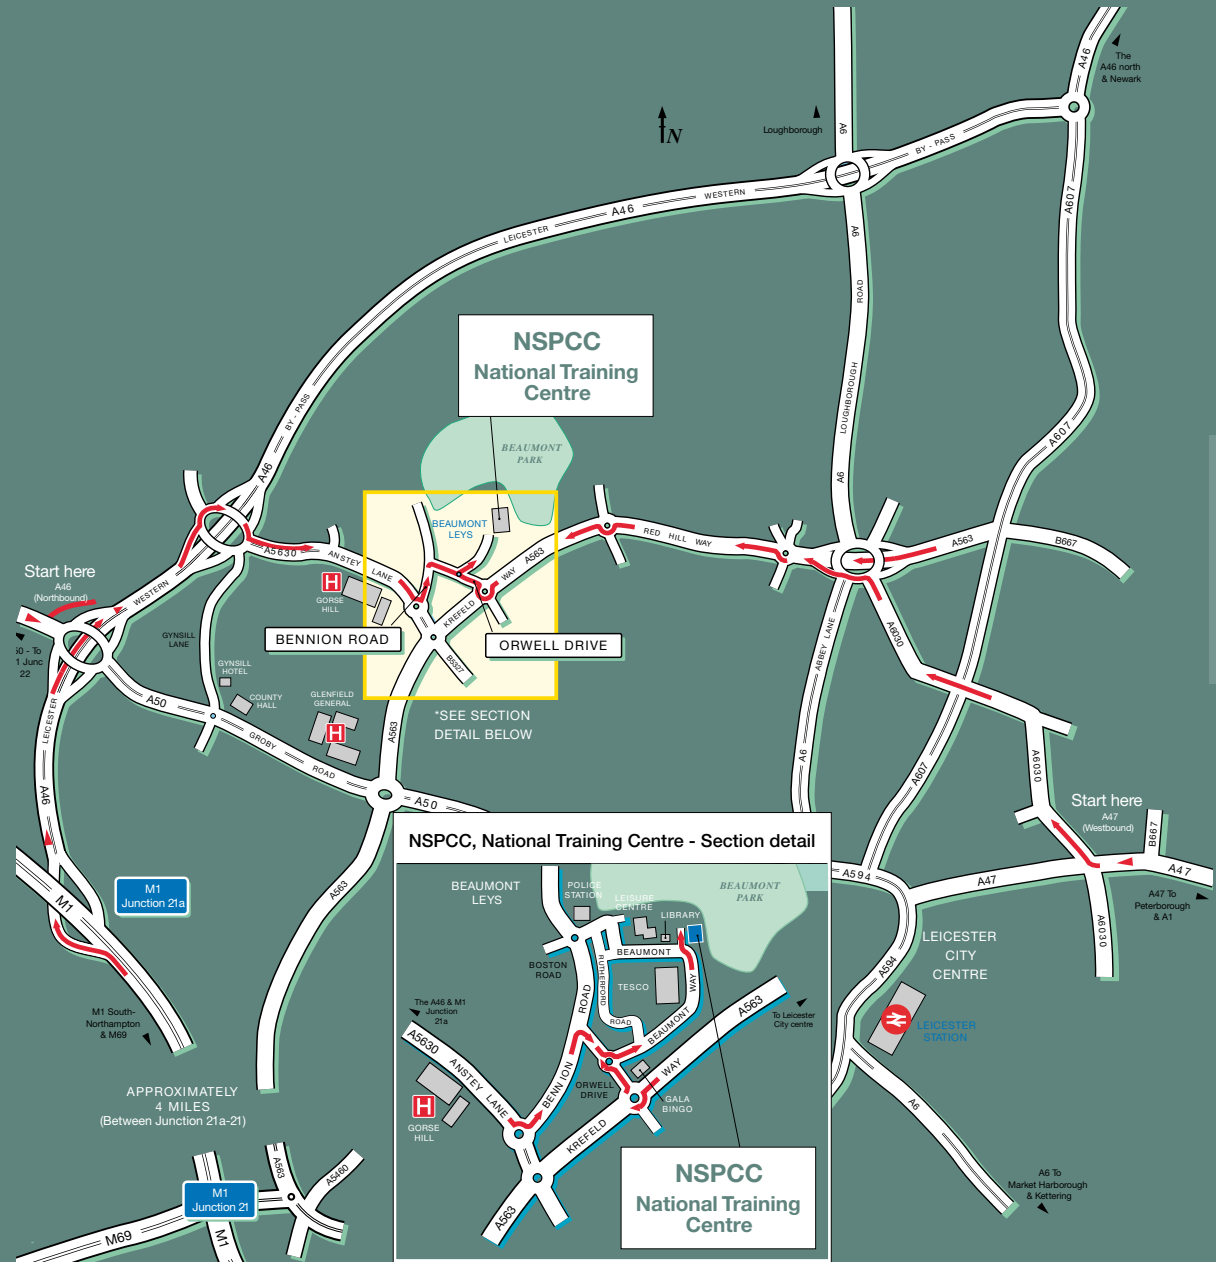 A46
The
A46 north
& Newark
A6
Loughborough
N
BY - PASS
A607
WESTERN
A46
LEICESTER
A6
ROAD
LOUGHBOROUGH
A6
NSPCC
National Training
Centre
BY - PASS
A46
BEAUMONT
PARK
A607
BEAUMONT
LEYS
A5630
ANSTEY
LANE
A563
WAY
KREFELD
RED HILL WAY
A563
B667
Start here
A46
(Northbound)
WESTERN
GORSE
HILL
H
BENNION ROAD
ORWELL DRIVE
B5327
GYNSILL
LANE
50 - To
1 Junc
22
GYNSILL
HOTEL
COUNTY
HALL
GLENFIELD
GENERAL
H
A50
GROBY
ROAD
A563
*SEE SECTION
DETAIL BELOW
ABBEY LANE
A6030
LEICESTER
A46
A6
A607
A6030
A50
Start here
A47
(Westbound)
B667
A47
A47
A594
A47 To
Peterborough
& A1
A6030
M1
Junction 21a
M1
A563
LEICESTER
CITY
CENTRE
A594
LEICESTER
STATION
M1 South-
Northampton
& M69
APPROXIMATELY
4 MILES
(Between Junction 21a-21)
A6
A6 To
Market Harborough
& Kettering
A563
A5460
M1
Junction 21
M69
M1
NSPCC, National Training Centre - Section detail
BEAUMONT
LEYS
POLICE
STATION
LEISURE
CENTRE
LIBRARY
BEAUMONT
PARK
BOSTON
ROAD
BEAUMONT
RUTHERFORD
ROAD
TESCO
WAY
BEAUMONT
ROAD
BENNION
The A46 & M1
Junction
21a
A5630
ANSTEY LANE
A563
To Leicester
City centre
WAY
KREFELD
ORWELL
DRIVE
GALA
BINGO
H
GORSE
HILL
A563
NSPCC
National Training
Centre